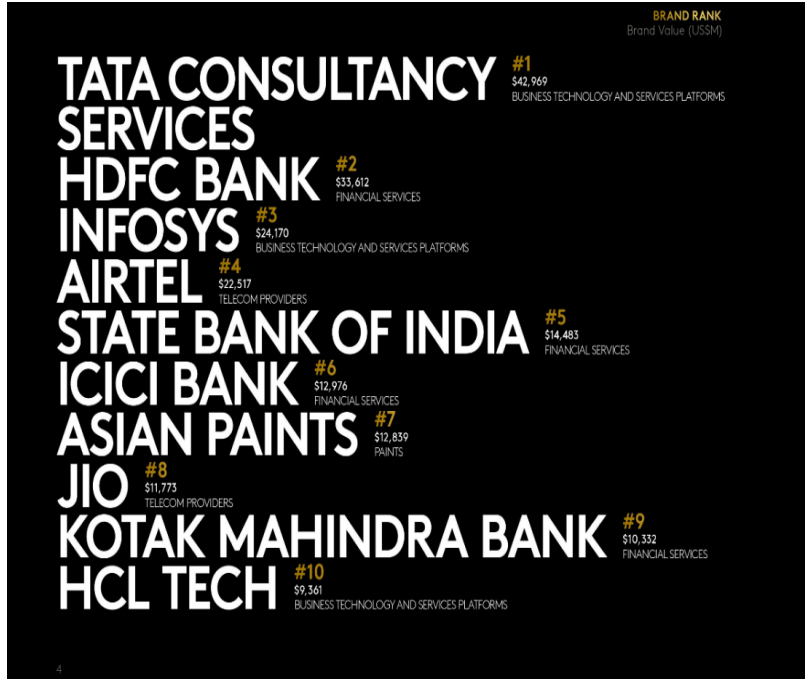 BRAND RANK
Brand Value (US$M)
TATA CONSULTANCY
SERVICES
#1
$42,969
BUSINESS TECHNOLOGY AND SERVICES PLATFORMS
HDFC BANK
#2
$33,612
FINANCIAL SERVICES
INFOSYS
#3
$24,170
BUSINESS TECHNOLOGY AND SERVICES PLATFORMS
AIRTEL
#4
$22,517
TELECOM PROVIDERS
STATE BANK OF INDIA
#5
$14,483
FINANCIAL SERVICES
ICICI BANK
#6
$12,976
FINANCIAL SERVICES
ASIAN PAINTS
#7
$12,839
PAINTS
JIO
#8
$11,773
TELECOM PROVIDERS
KOTAK MAHINDRA BANK
#9
$10,332
FINANCIAL SERVICES
HCL TECH
#10
$9,361
BUSINESS TECHNOLOGY AND SERVICES PLATFORMS
4